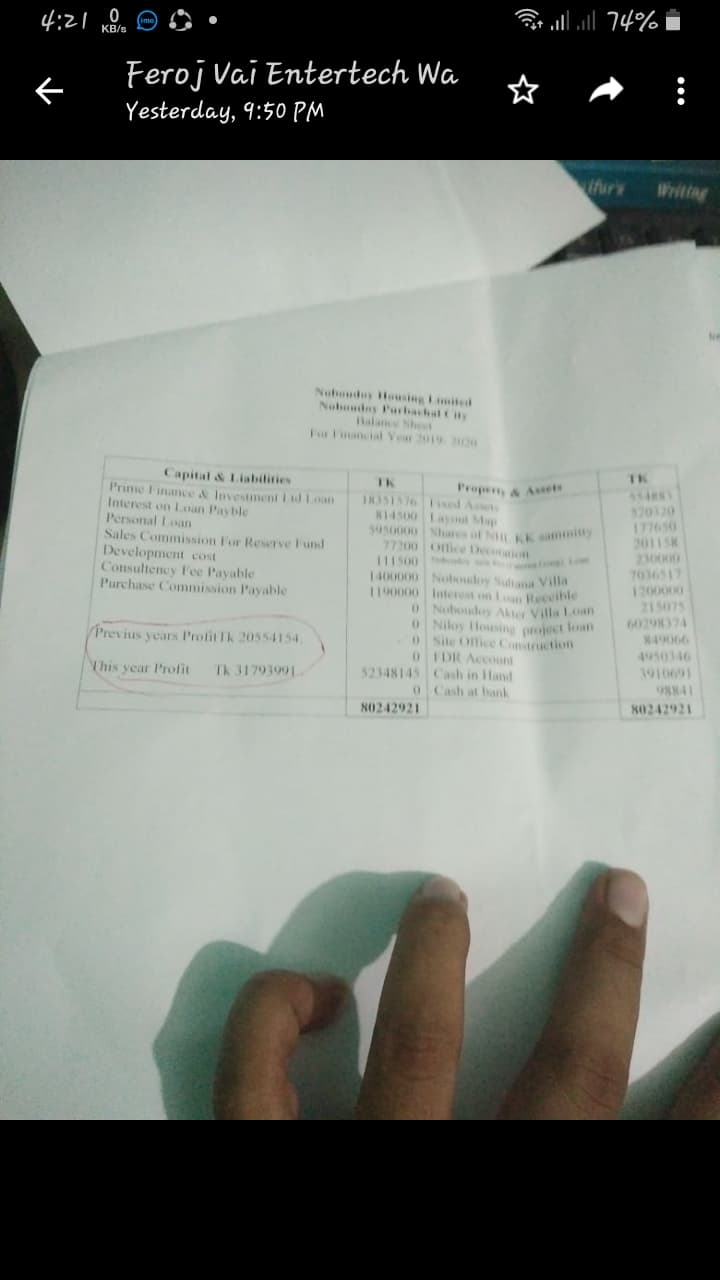 4:21 0 KB/s imo 74%
Feroj Vai Entertech Wa
Yesterday, 9:50 PM
Writing
Noboudoy Housing Limited
Noboudoy Purbachal City
Balance Sheet
For Financial Year 2019- 2020
Capital & Liabilities TK Property & Assets TK
Prime Finance & Investment Ltd Loan 18351576 Fixed Assets 554883
Interest on Loan Payble 814500 Layout Map 520320
Personal Loan 5950000 Shares of NHL KK sammitty 177650
Sales Commission For Reserve Fund 77200 Office Decoration 201158
Development cost 111500 230000
Consultency Fee Payable 1400000 Noboudoy Sultana Villa 7036517
Purchase Commission Payable 1190000 Interest on Loan Receible 1200000
0 Noboudoy Akter Villa Loan 215075
0 Niloy Housing project loan 60298374
Previus years Profit Tk 20554154. 0 Site Office Construction 849066
0 FDR Account 4950346
This year Profit Tk 31793991 52348145 Cash in Hand 3910691
0 Cash at bank 98841
80242921 80242921